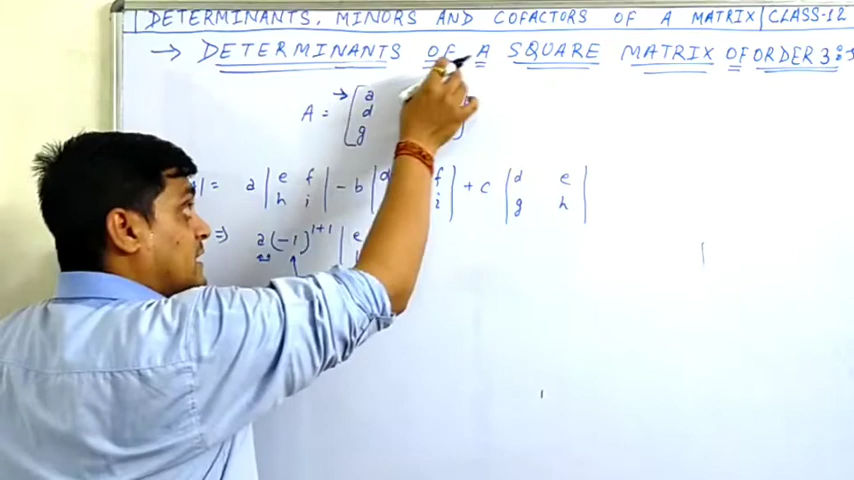 DETERMINANTS, MINORS AND COFACTORS OF A MATRIX | CLASS-12
→ DETERMINANTS OF A SQUARE MATRIX OF ORDER 3:→
A = [ → a
d
g ]
| = a | e f | - b | d f | + c | d e |
| h i | i | | g h |
⇒ a(-1)^{1+1} | e